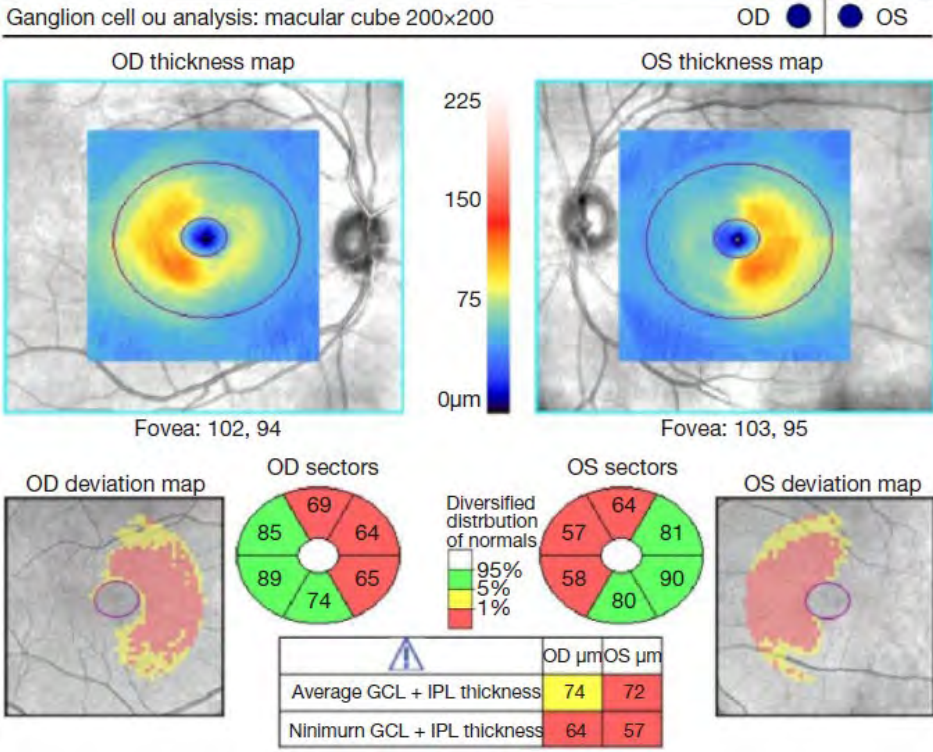 Ganglion cell ou analysis: macular cube 200×200 OD OS
OD thickness map
OS thickness map
225
150
75
0μm
Fovea: 102, 94
Fovea: 103, 95
OD deviation map
OD sectors
69
85
64
89
65
74
Diversified
distrbution
of normals
95%
5%
1%
OS sectors
64
57
81
58
90
80
OS deviation map
OD μm OS μm
Average GCL + IPL thickness 74 72
Ninimurn GCL + IPL thickness 64 57